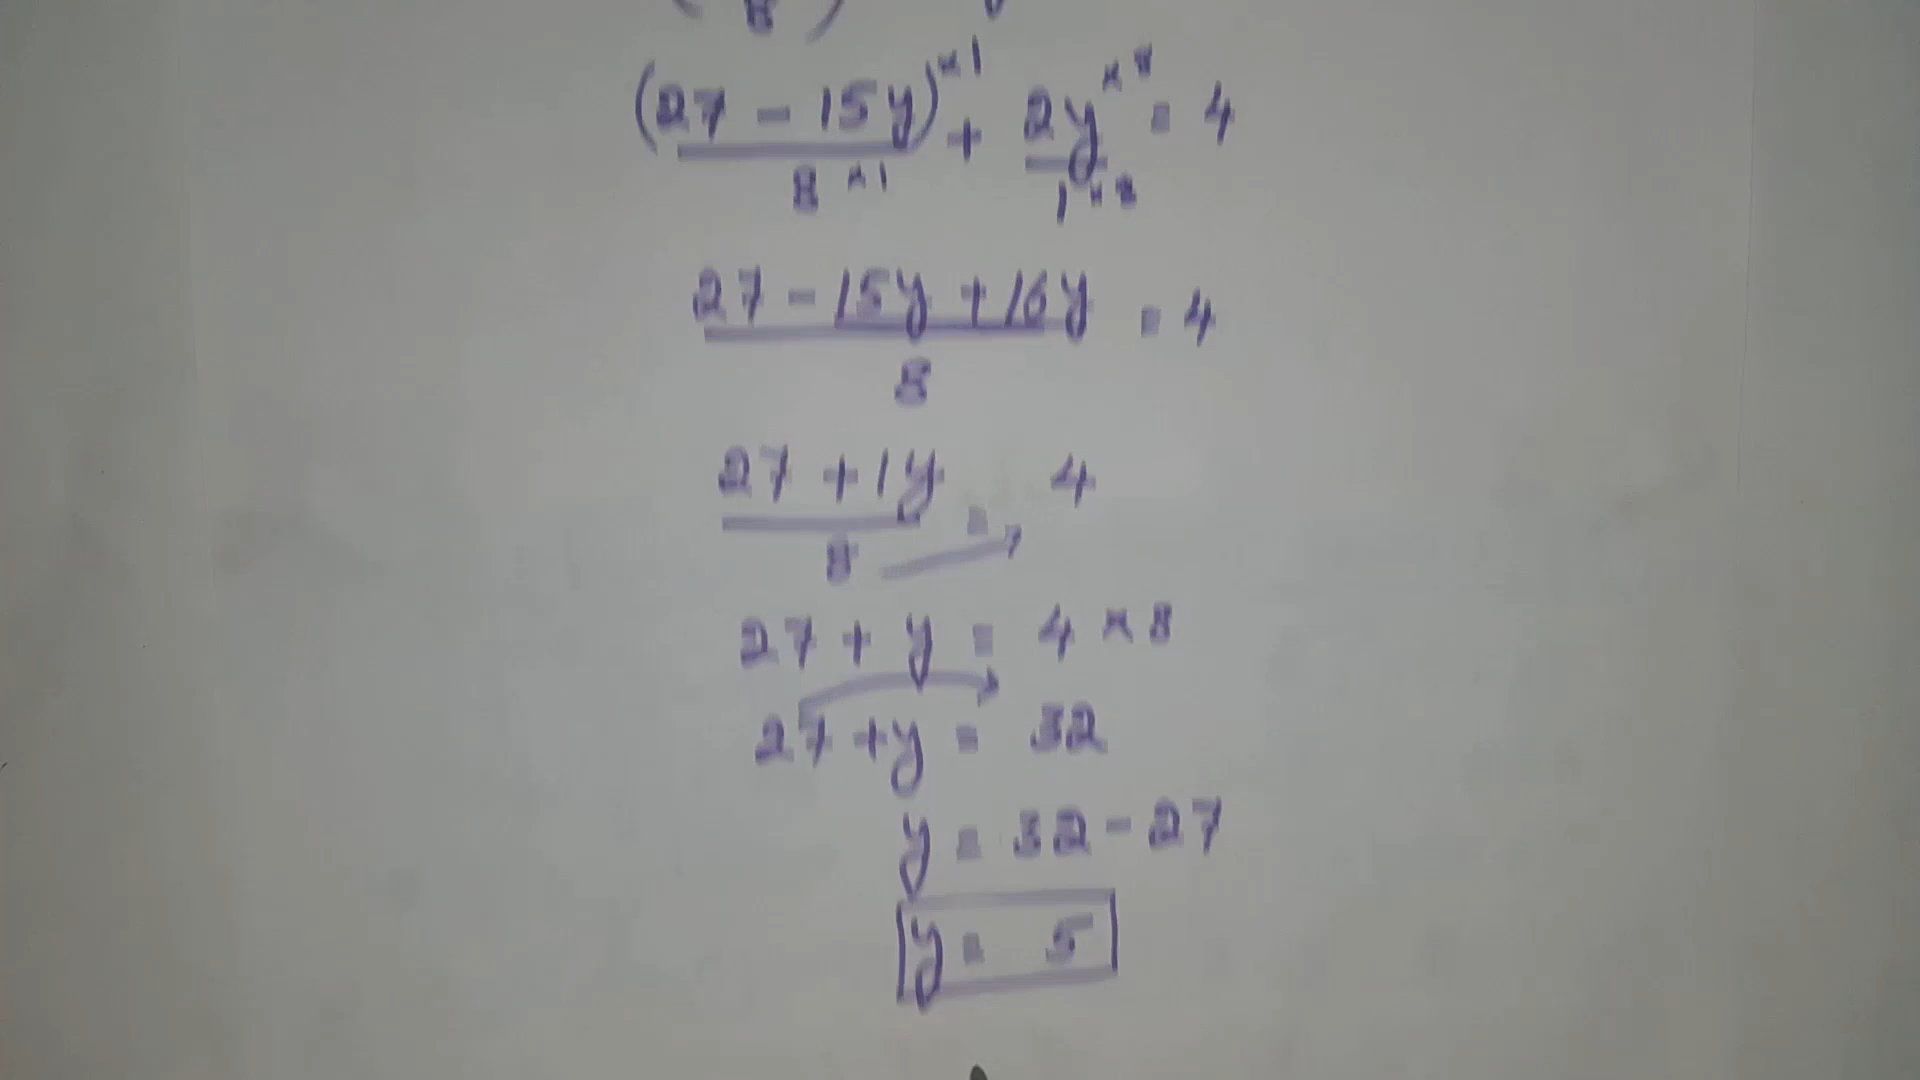 (8)
(27 - 15y)×1 / 8×1 + 2y×8 / 1×8 = 4
27 - 15y + 16y / 8 = 4
27 + 1y / 8 = 4
27 + y = 4 × 8
27 + y = 32
y = 32 - 27
y = 5